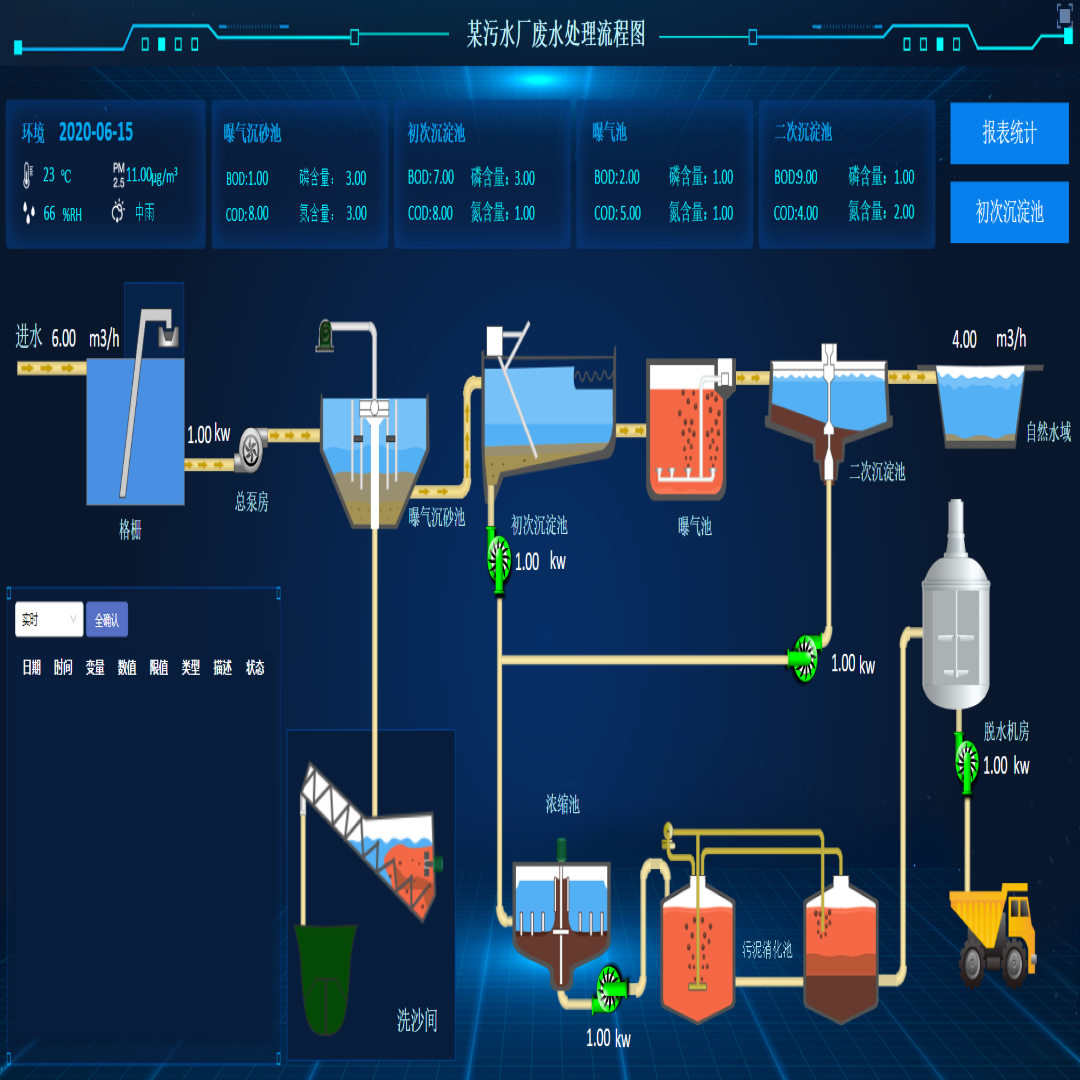 某污水厂废水处理流程图
环境 2020-06-15
23 ℃
PM2.5 11.00μg/m³
66 %RH
中雨
曝气沉砂池
BOD:1.00 磷含量: 3.00
COD:8.00 氮含量: 3.00
初次沉淀池
BOD:7.00 磷含量: 3.00
COD:8.00 氮含量: 1.00
曝气池
BOD:2.00 磷含量: 1.00
COD:5.00 氮含量: 1.00
二次沉淀池
BOD:9.00 磷含量: 1.00
COD:4.00 氮含量: 2.00
报表统计
初次沉淀池
进水 6.00 m3/h
4.00 m3/h
1.00 kw
自然水域
二次沉淀池
总泵房
曝气沉砂池
初次沉淀池
曝气池
格栅
1.00 kw
实时 全确认
日期 时间 变量 数值 限值 类型 描述 状态
1.00 kw
脱水机房
1.00 kw
浓缩池
污泥消化池
洗沙间
1.00 kw